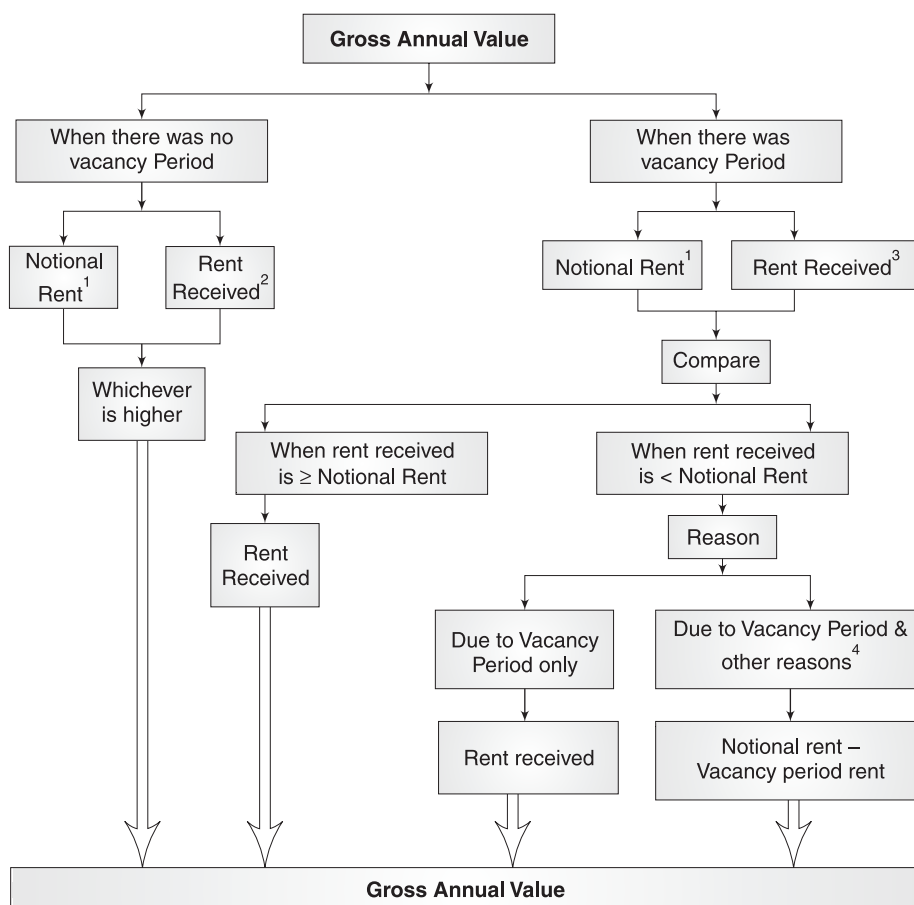 Gross Annual Value
When there was no
vacancy Period
When there was
vacancy Period
Notional
Rent1
Rent
Received2
Notional Rent1
Rent Received3
Compare
Whichever
is higher
When rent received
is ≥ Notional Rent
When rent received
is < Notional Rent
Rent
Received
Reason
Due to Vacancy
Period only
Due to Vacancy Period &
other reasons4
Rent received
Notional rent –
Vacancy period rent
Gross Annual Value